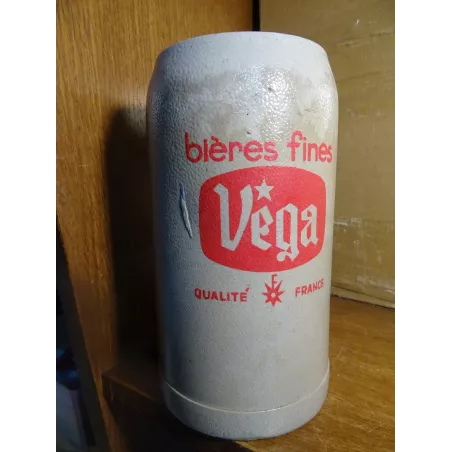 bières fines
Véga
QUALITÉ F FRANCE